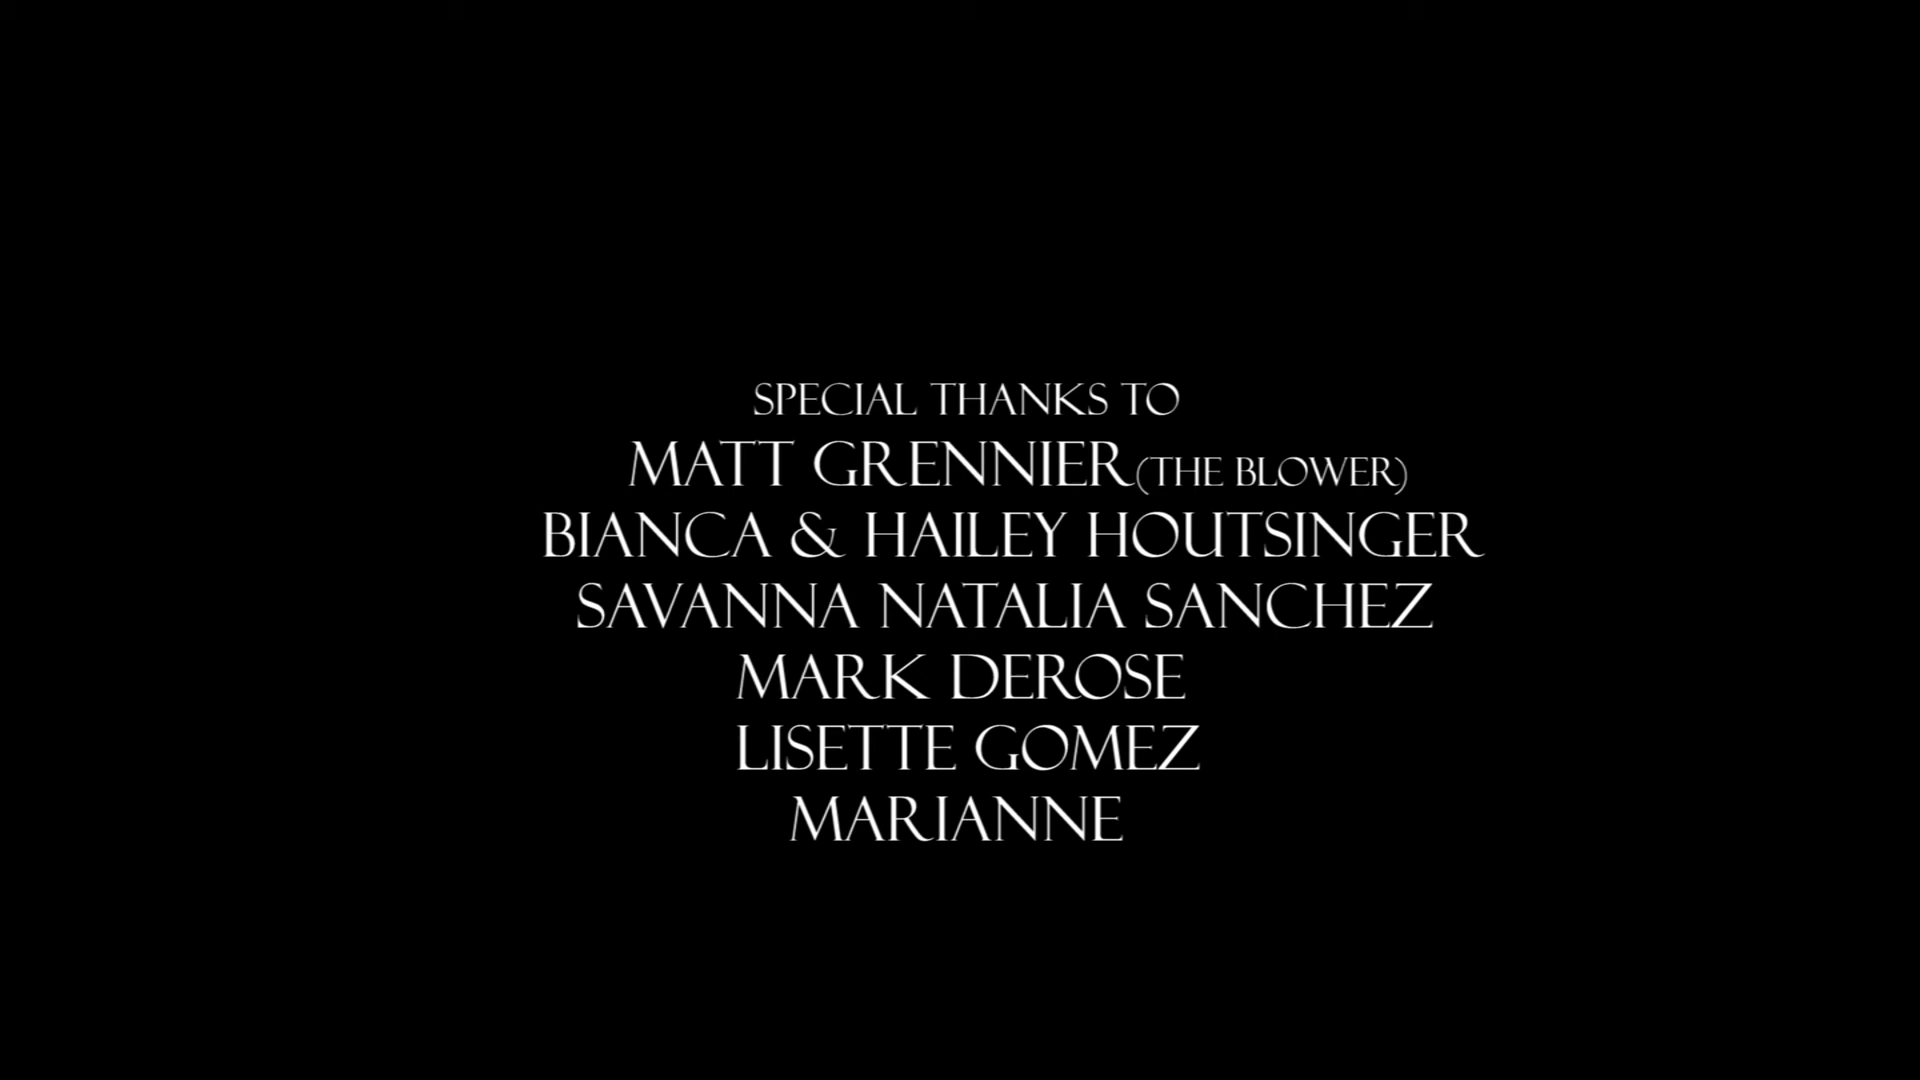 SPECIAL THANKS TO
MATT GRENNIER(THE BLOWER)
BIANCA & HAILEY HOUTSINGER
SAVANNA NATALIA SANCHEZ
MARK DEROSE
LISETTE GOMEZ
MARIANNE